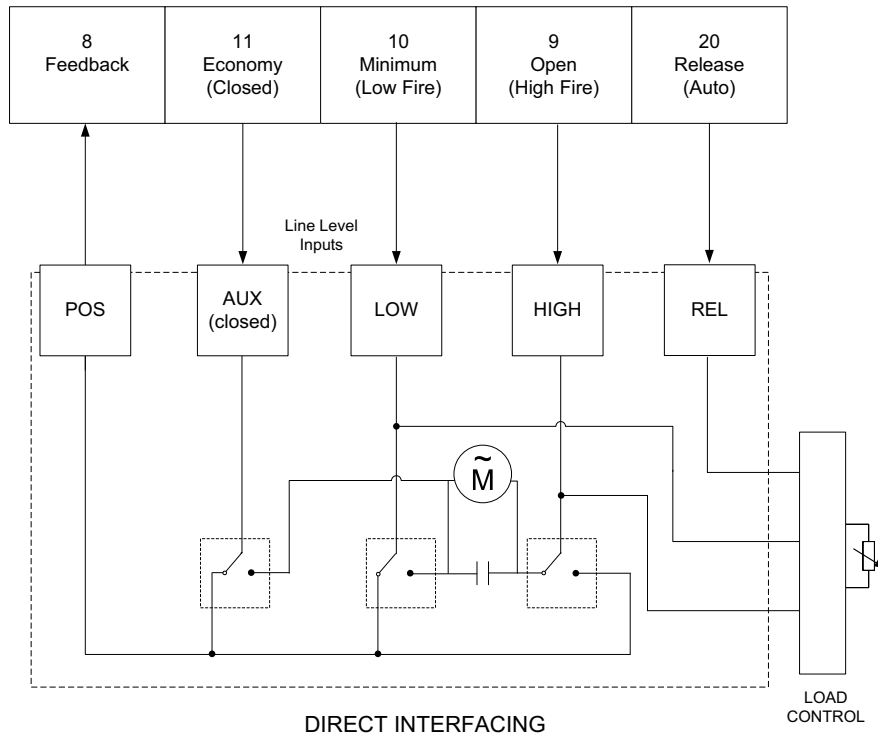 8
Feedback
11
Economy
(Closed)
10
Minimum
(Low Fire)
9
Open
(High Fire)
20
Release
(Auto)
Line Level
Inputs
POS
AUX
(closed)
LOW
HIGH
REL
~
M
LOAD
CONTROL
DIRECT INTERFACING